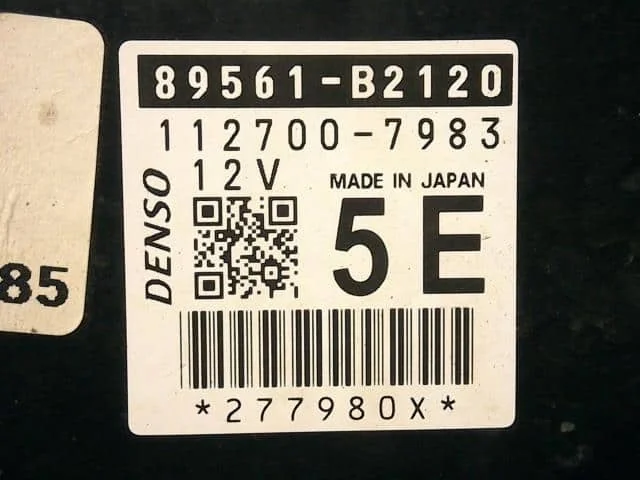 89561-B2120
112700-7983
12V
MADE IN JAPAN
DENSO
5E
*277980X*
85